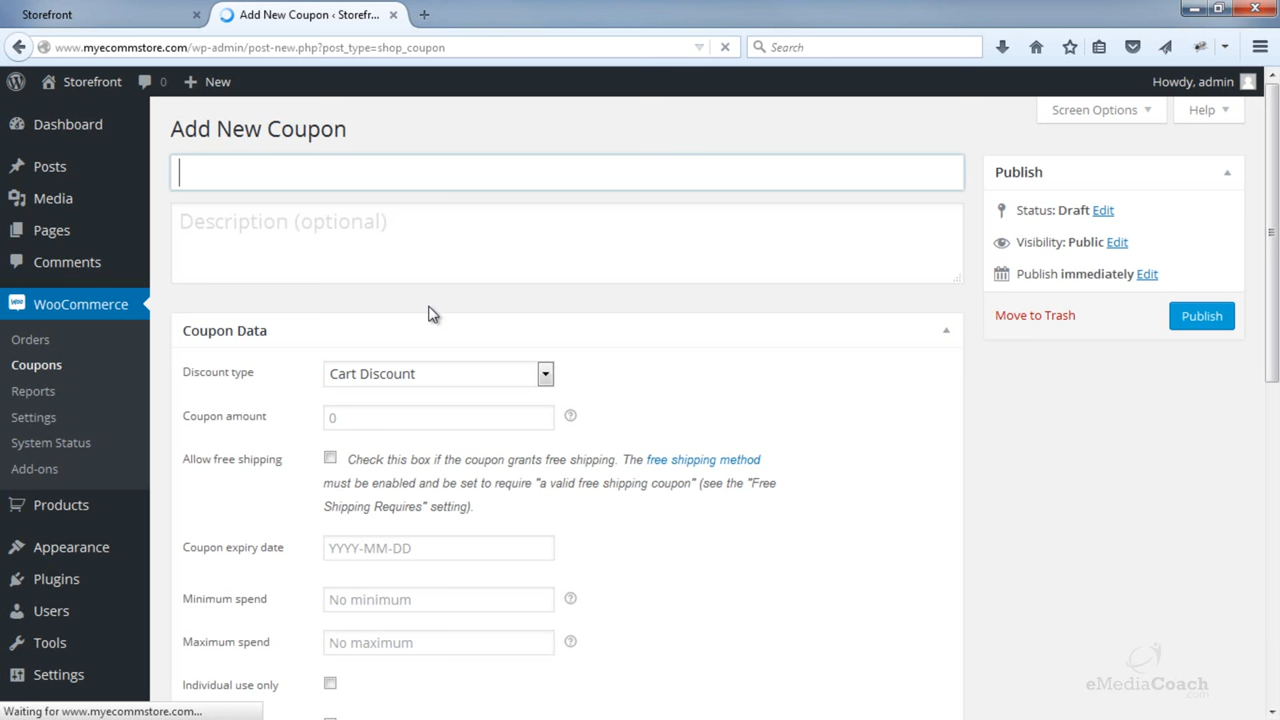 Storefront
Add New Coupon ‹ Storefr...
www.myecommstore.com/wp-admin/post-new.php?post_type=shop_coupon
Search
Storefront
0
New
Howdy, admin
Screen Options
Help
Dashboard
Posts
Media
Pages
Comments
WooCommerce
Orders
Coupons
Reports
Settings
System Status
Add-ons
Products
Appearance
Plugins
Users
Tools
Settings
Add New Coupon
Description (optional)
Coupon Data
Discount type
Cart Discount
Coupon amount
0
Allow free shipping
Check this box if the coupon grants free shipping. The free shipping method
must be enabled and be set to require "a valid free shipping coupon" (see the "Free
Shipping Requires" setting).
Coupon expiry date
YYYY-MM-DD
Minimum spend
No minimum
Maximum spend
No maximum
Individual use only
Publish
Status: Draft Edit
Visibility: Public Edit
Publish immediately Edit
Move to Trash
Publish
eMediaCoach
.com
Waiting for www.myecommstore.com...